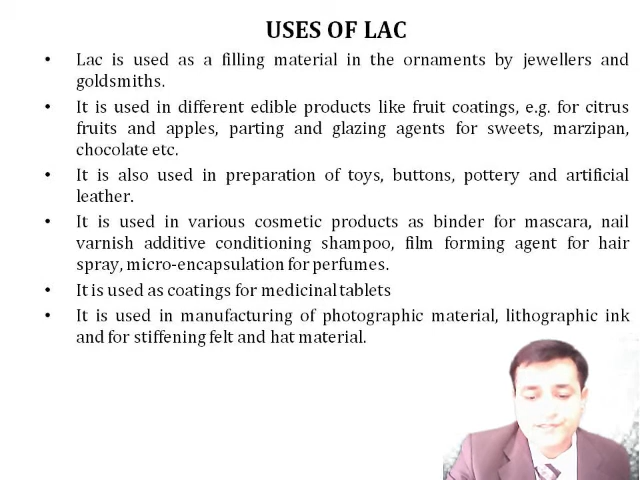 USES OF LAC
• Lac is used as a filling material in the ornaments by jewellers and
goldsmiths.
• It is used in different edible products like fruit coatings, e.g. for citrus
fruits and apples, parting and glazing agents for sweets, marzipan,
chocolate etc.
• It is also used in preparation of toys, buttons, pottery and artificial
leather.
• It is used in various cosmetic products as binder for mascara, nail
varnish additive conditioning shampoo, film forming agent for hair
spray, micro-encapsulation for perfumes.
• It is used as coatings for medicinal tablets
• It is used in manufacturing of photographic material, lithographic ink
and for stiffening felt and hat material.